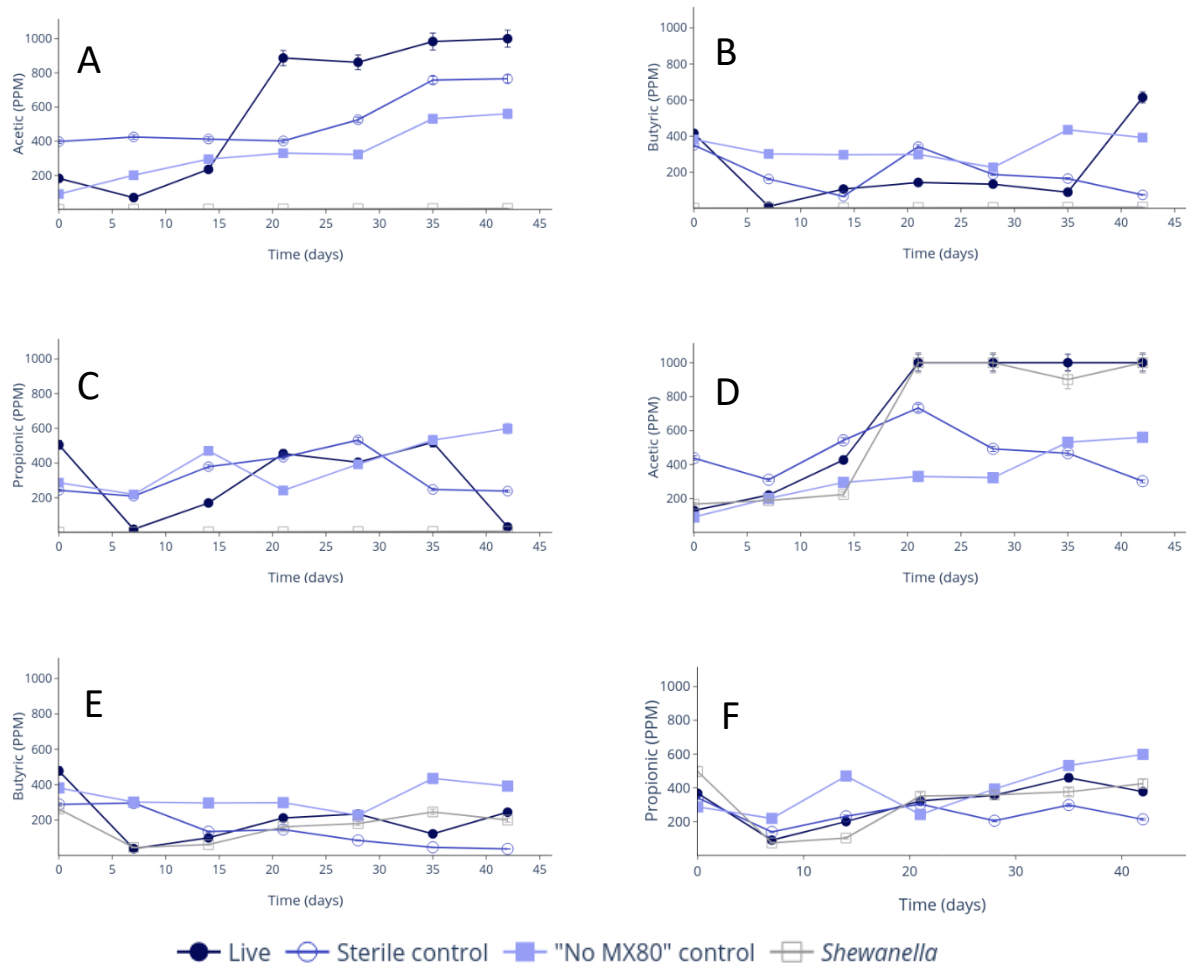 A
Acetic (PPM)
1000
800
600
400
200
0 5 10 15 20 25 30 35 40 45
Time (days)
B
Butyric (PPM)
1000
800
600
400
200
0 5 10 15 20 25 30 35 40 45
Time (days)
C
Propionic (PPM)
1000
800
600
400
200
0 5 10 15 20 25 30 35 40 45
Time (days)
D
Acetic (PPM)
1000
800
600
400
200
0 5 10 15 20 25 30 35 40 45
Time (days)
E
Butyric (PPM)
1000
800
600
400
200
0 5 10 15 20 25 30 35 40 45
Time (days)
F
Propionic (PPM)
1000
800
600
400
200
0 10 20 30 40
Time (days)
Live Sterile control "No MX80" control Shewanella